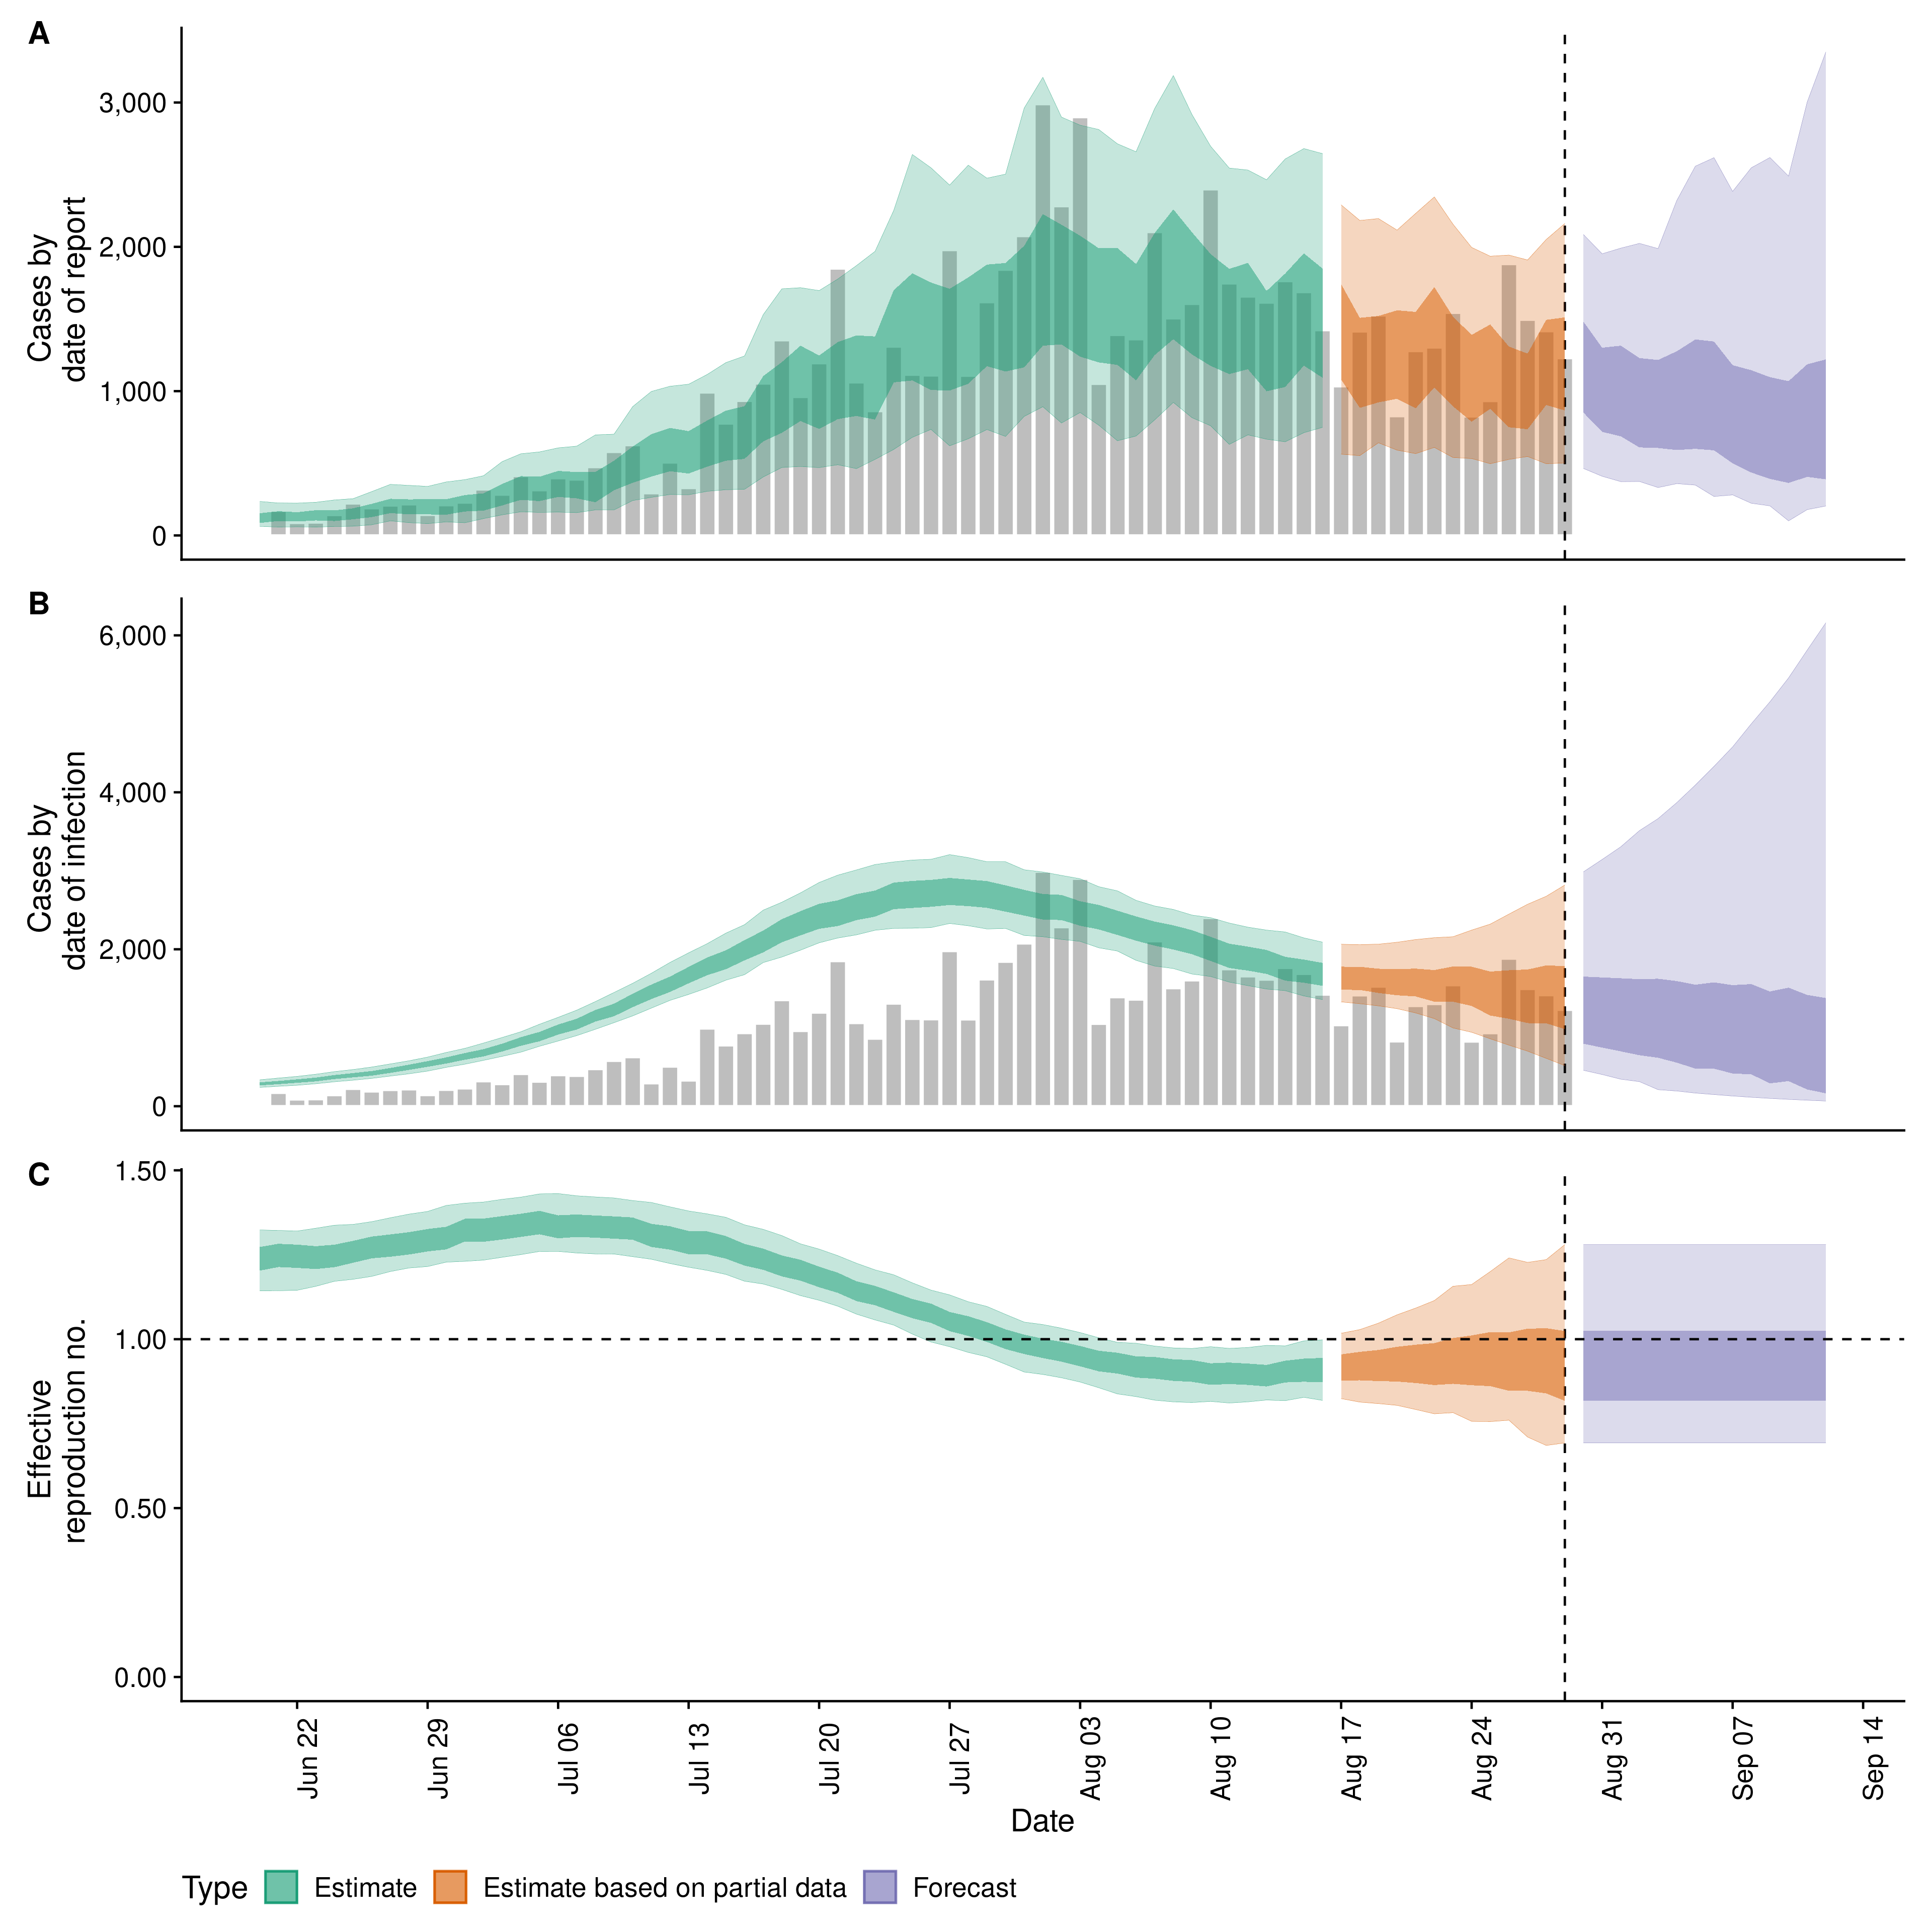 A
Cases by
date of report
3,000
2,000
1,000
0
B
Cases by
date of infection
6,000
4,000
2,000
0
C
Effective
reproduction no.
1.50
1.00
0.50
0.00
Jun 22
Jun 29
Jul 06
Jul 13
Jul 20
Jul 27
Aug 03
Aug 10
Aug 17
Aug 24
Aug 31
Sep 07
Sep 14
Date
Type Estimate Estimate based on partial data Forecast